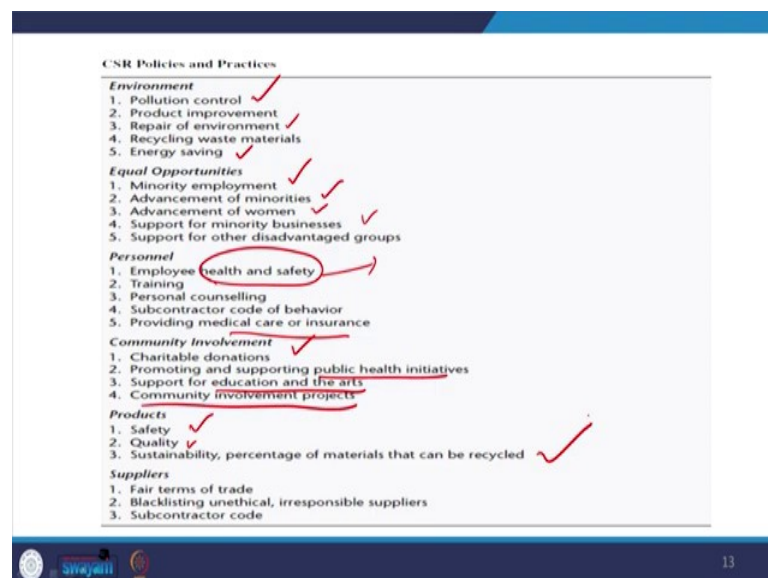 CSR Policies and Practices
Environment
1. Pollution control
2. Product improvement
3. Repair of environment
4. Recycling waste materials
5. Energy saving
Equal Opportunities
1. Minority employment
2. Advancement of minorities
3. Advancement of women
4. Support for minority businesses
5. Support for other disadvantaged groups
Personnel
1. Employee health and safety
2. Training
3. Personal counselling
4. Subcontractor code of behavior
5. Providing medical care or insurance
Community Involvement
1. Charitable donations
2. Promoting and supporting public health initiatives
3. Support for education and the arts
4. Community involvement projects
Products
1. Safety
2. Quality
3. Sustainability, percentage of materials that can be recycled
Suppliers
1. Fair terms of trade
2. Blacklisting unethical, irresponsible suppliers
3. Subcontractor code
swayam
13